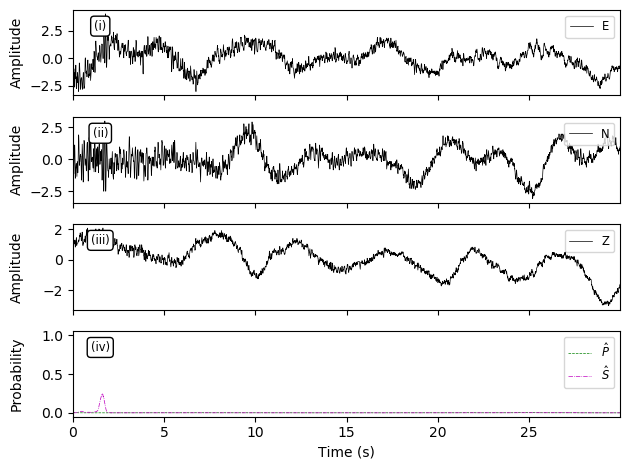 (i)
E
Amplitude
2.5
0.0
−2.5
(ii)
N
Amplitude
2.5
0.0
−2.5
(iii)
Z
Amplitude
2
0
−2
(iv)
P̂
Ŝ
Probability
1.0
0.5
0.0
0 5 10 15 20 25
Time (s)